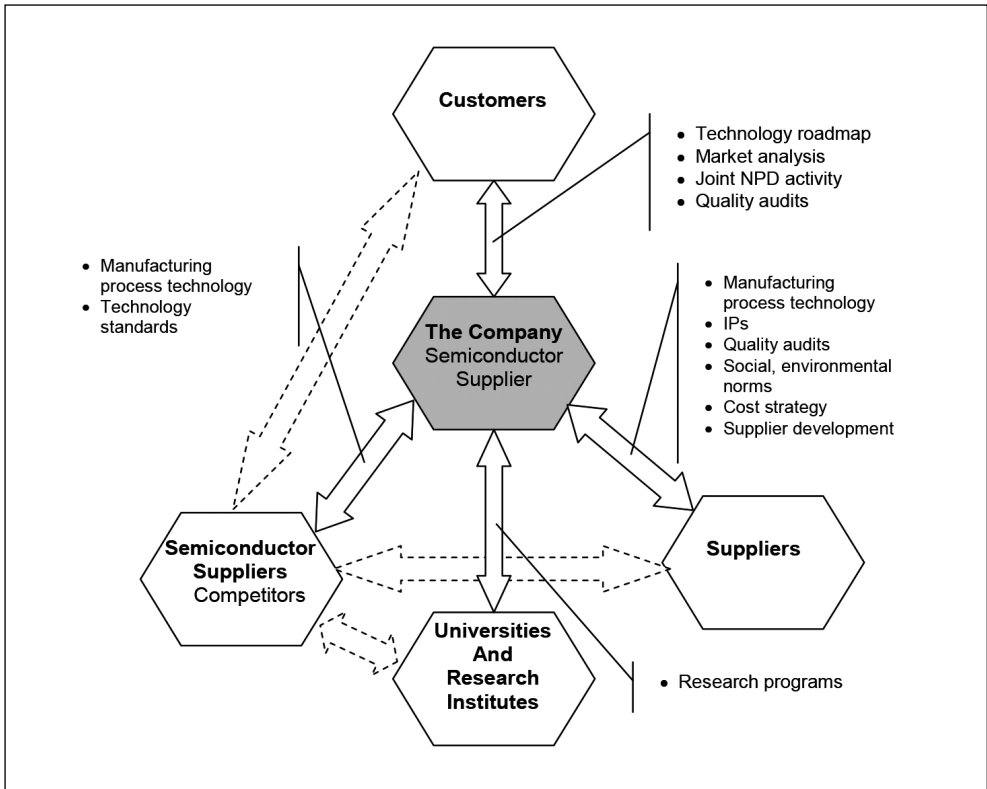 Customers
• Technology roadmap
• Market analysis
• Joint NPD activity
• Quality audits
• Manufacturing
process technology
• Technology
standards
• Manufacturing
process technology
• IPs
• Quality audits
• Social, environmental
norms
• Cost strategy
• Supplier development
The Company
Semiconductor
Supplier
Semiconductor
Suppliers
Competitors
Suppliers
Universities
And
Research
Institutes
• Research programs